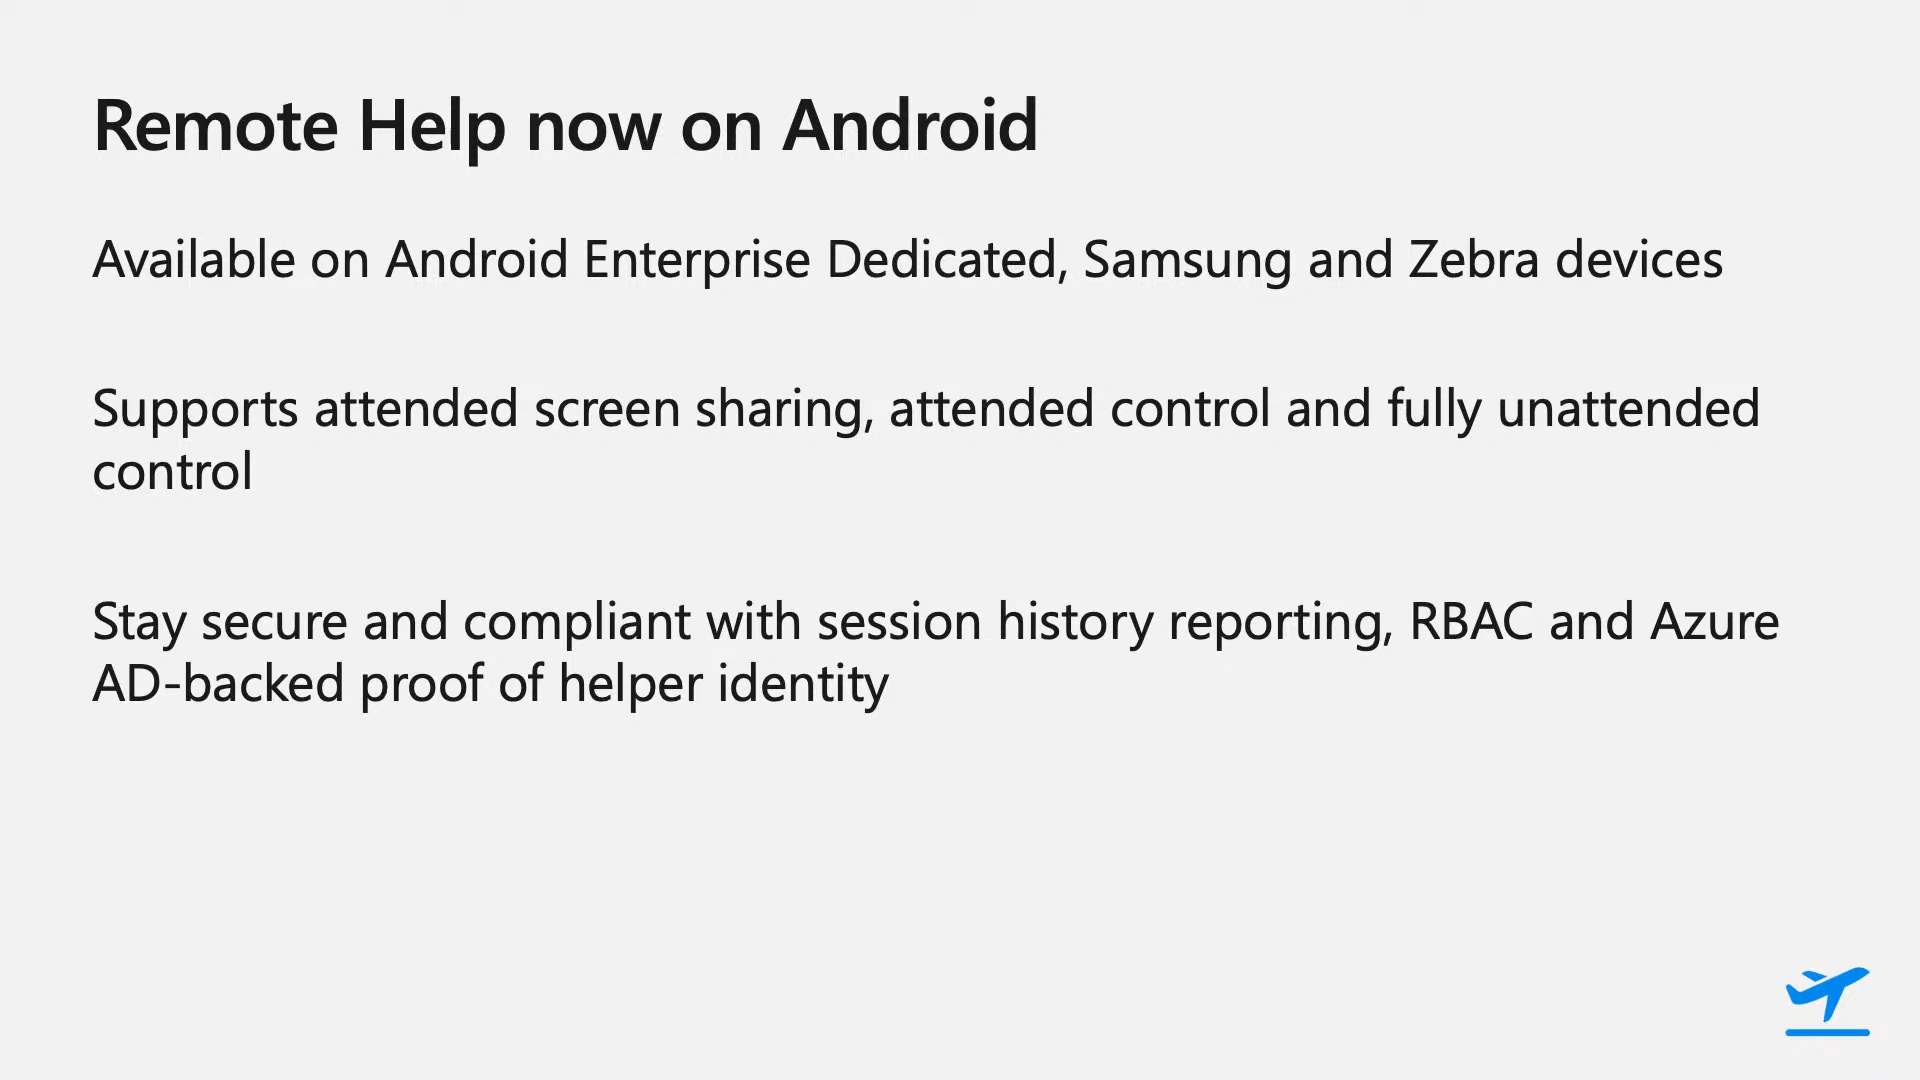 Remote Help now on Android
Available on Android Enterprise Dedicated, Samsung and Zebra devices
Supports attended screen sharing, attended control and fully unattended
control
Stay secure and compliant with session history reporting, RBAC and Azure
AD-backed proof of helper identity